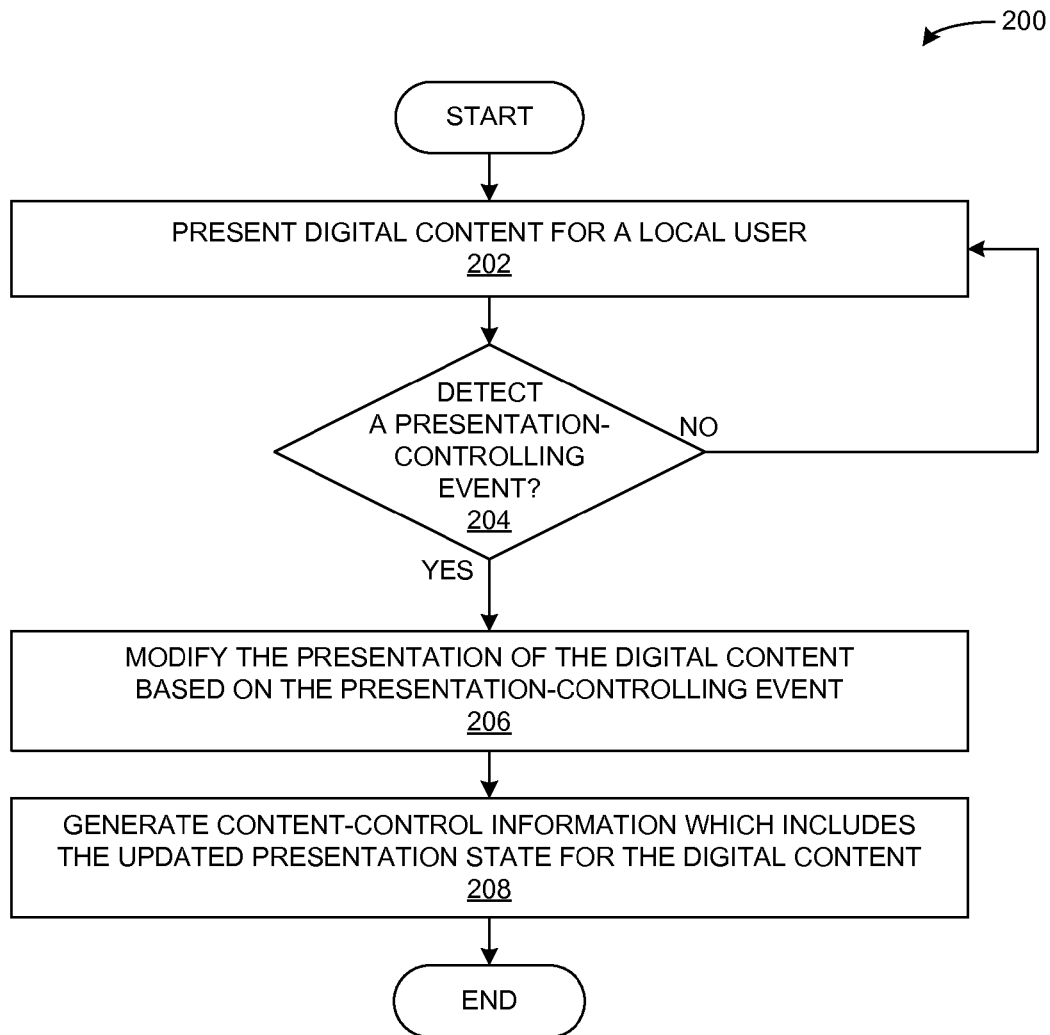 200
START
PRESENT DIGITAL CONTENT FOR A LOCAL USER
202
DETECT
A PRESENTATION-
CONTROLLING
EVENT?
204
NO
YES
MODIFY THE PRESENTATION OF THE DIGITAL CONTENT
BASED ON THE PRESENTATION-CONTROLLING EVENT
206
GENERATE CONTENT-CONTROL INFORMATION WHICH INCLUDES
THE UPDATED PRESENTATION STATE FOR THE DIGITAL CONTENT
208
END